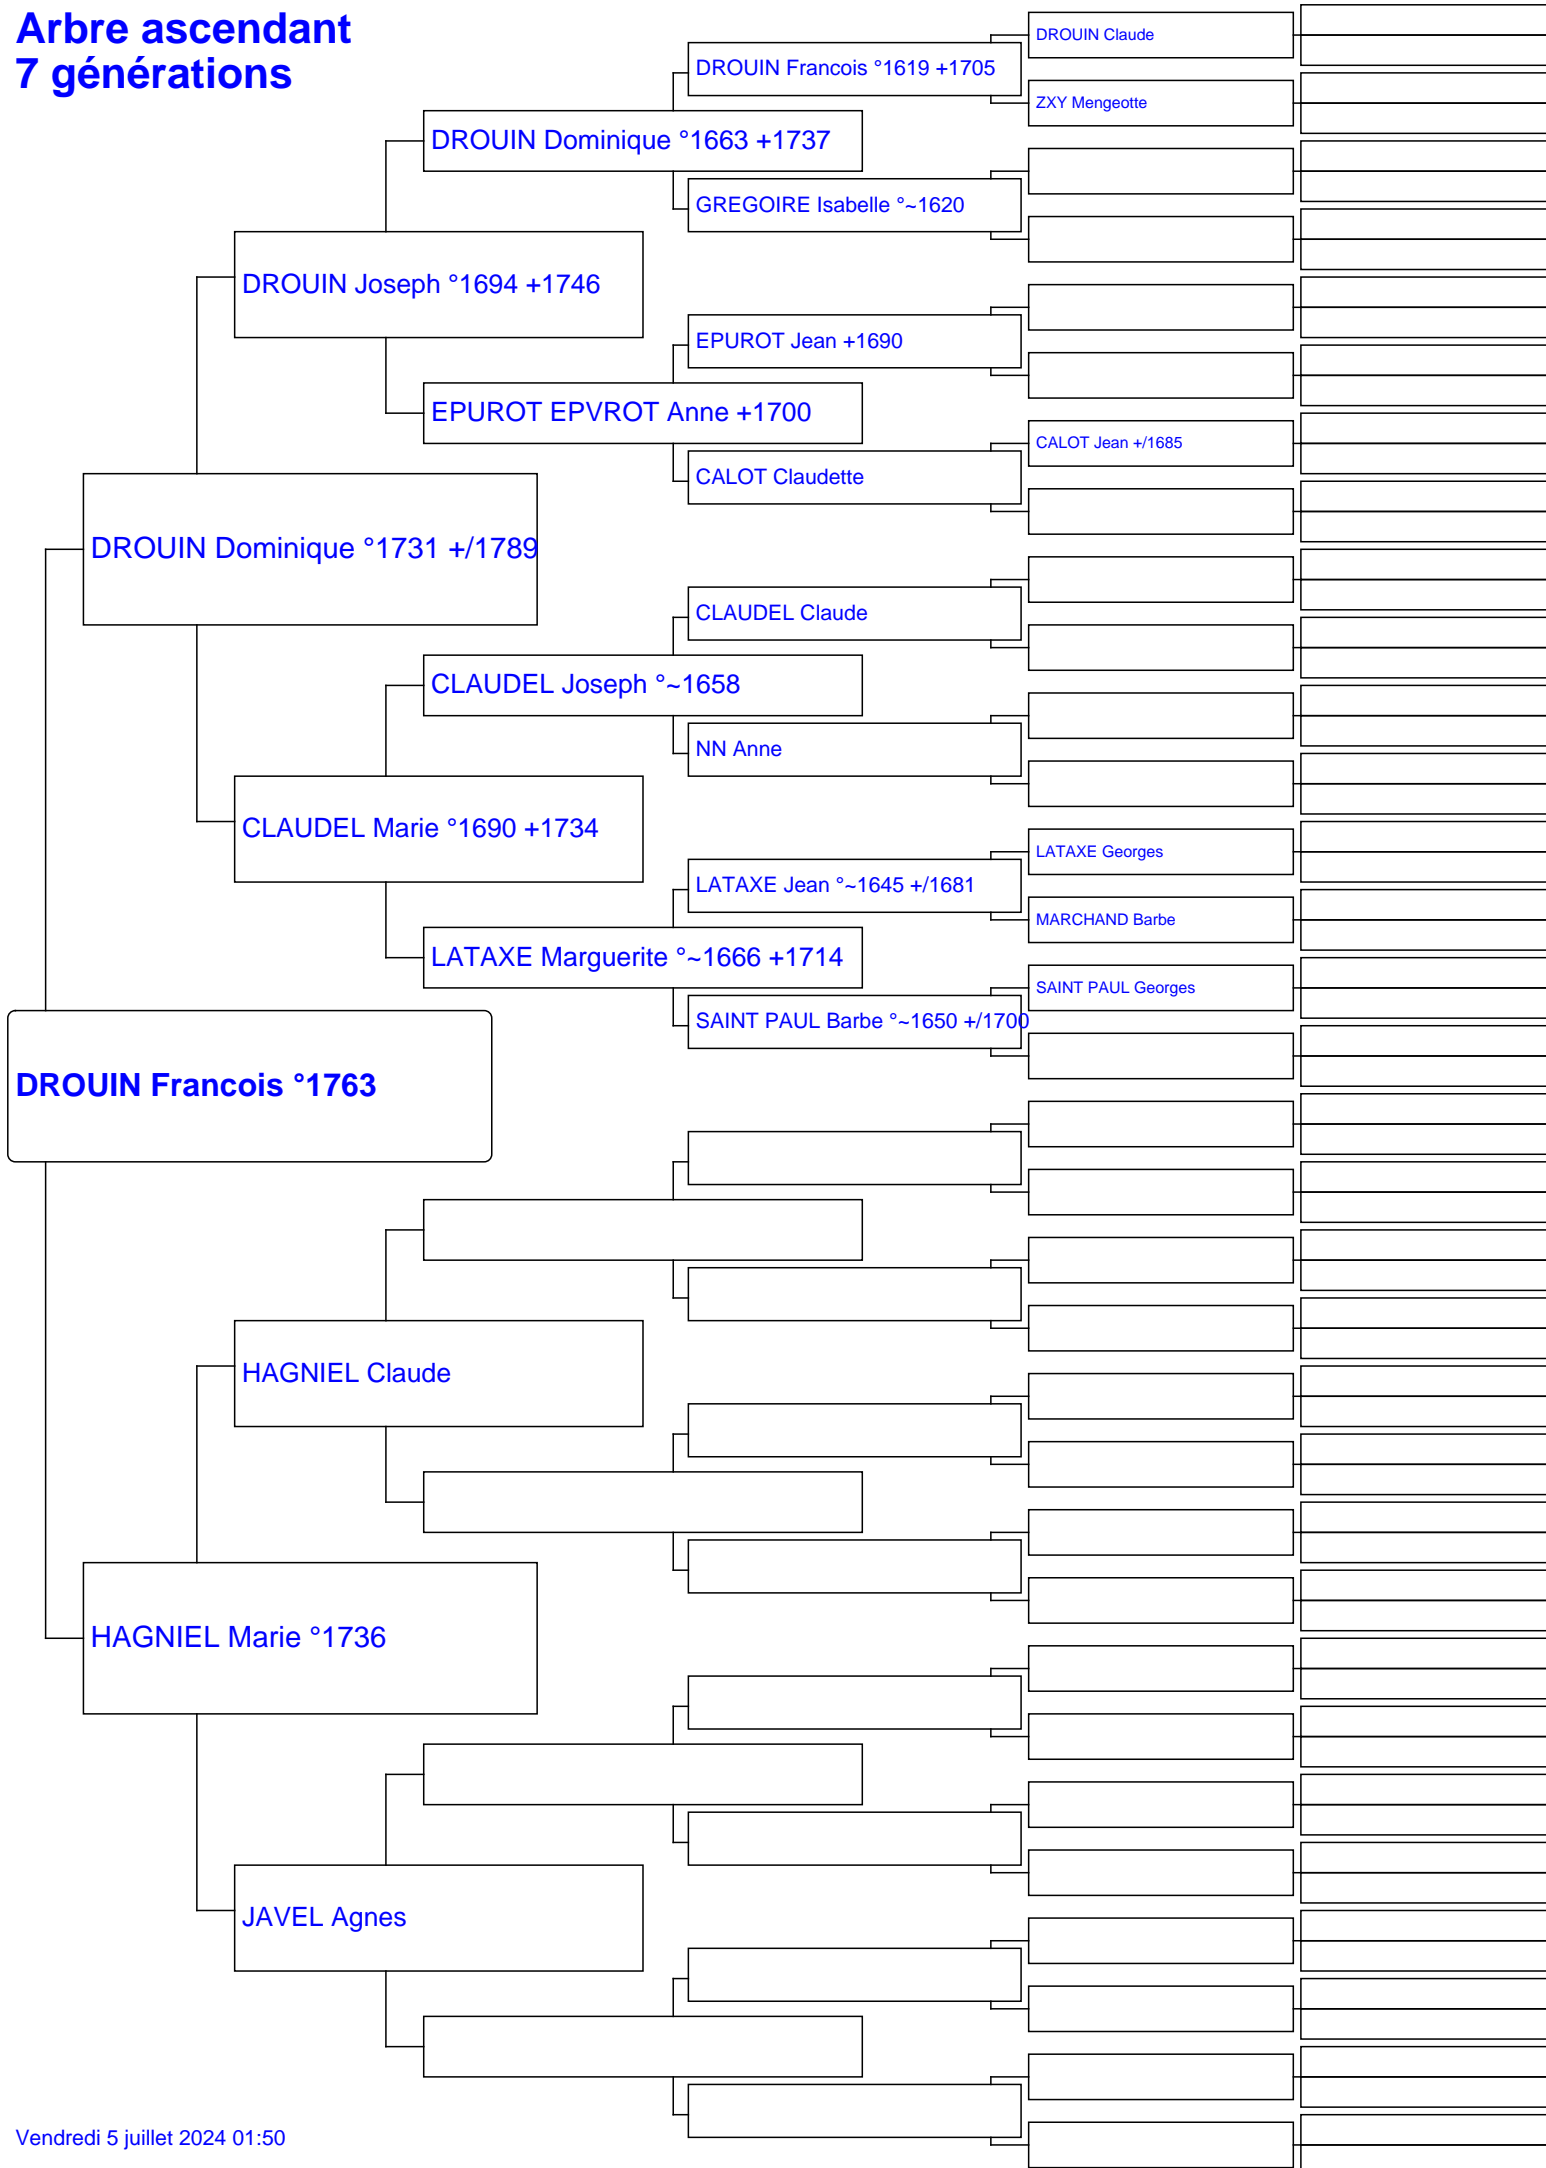 Arbre ascendant
7 générations
DROUIN Claude
DROUIN Francois °1619 +1705
ZXY Mengeotte
DROUIN Dominique °1663 +1737
GREGOIRE Isabelle °~1620
DROUIN Joseph °1694 +1746
EPUROT Jean +1690
EPUROT EPVROT Anne +1700
CALOT Jean +/1685
CALOT Claudette
DROUIN Dominique °1731 +/1789
CLAUDEL Claude
CLAUDEL Joseph °~1658
NN Anne
CLAUDEL Marie °1690 +1734
LATAXE Georges
LATAXE Jean °~1645 +/1681
MARCHAND Barbe
LATAXE Marguerite °~1666 +1714
SAINT PAUL Georges
SAINT PAUL Barbe °~1650 +/1700
DROUIN Francois °1763
HAGNIEL Claude
HAGNIEL Marie °1736
JAVEL Agnes
Vendredi 5 juillet 2024 01:50